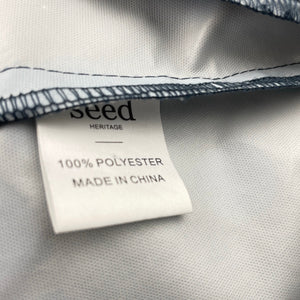 seed
HERITAGE
100% POLYESTER
MADE IN CHINA